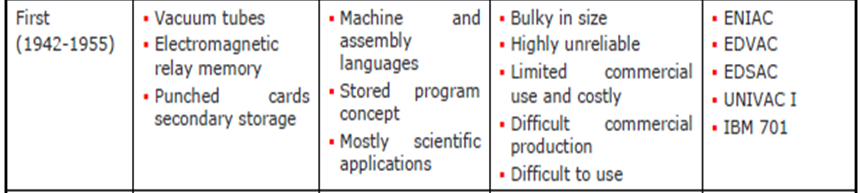 First
(1942-1955)
▪ Vacuum tubes
▪ Electromagnetic
relay memory
▪ Punched cards
secondary storage
▪ Machine and
assembly
languages
▪ Stored program
concept
▪ Mostly scientific
applications
▪ Bulky in size
▪ Highly unreliable
▪ Limited commercial
use and costly
▪ Difficult commercial
production
▪ Difficult to use
▪ ENIAC
▪ EDVAC
▪ EDSAC
▪ UNIVAC I
▪ IBM 701